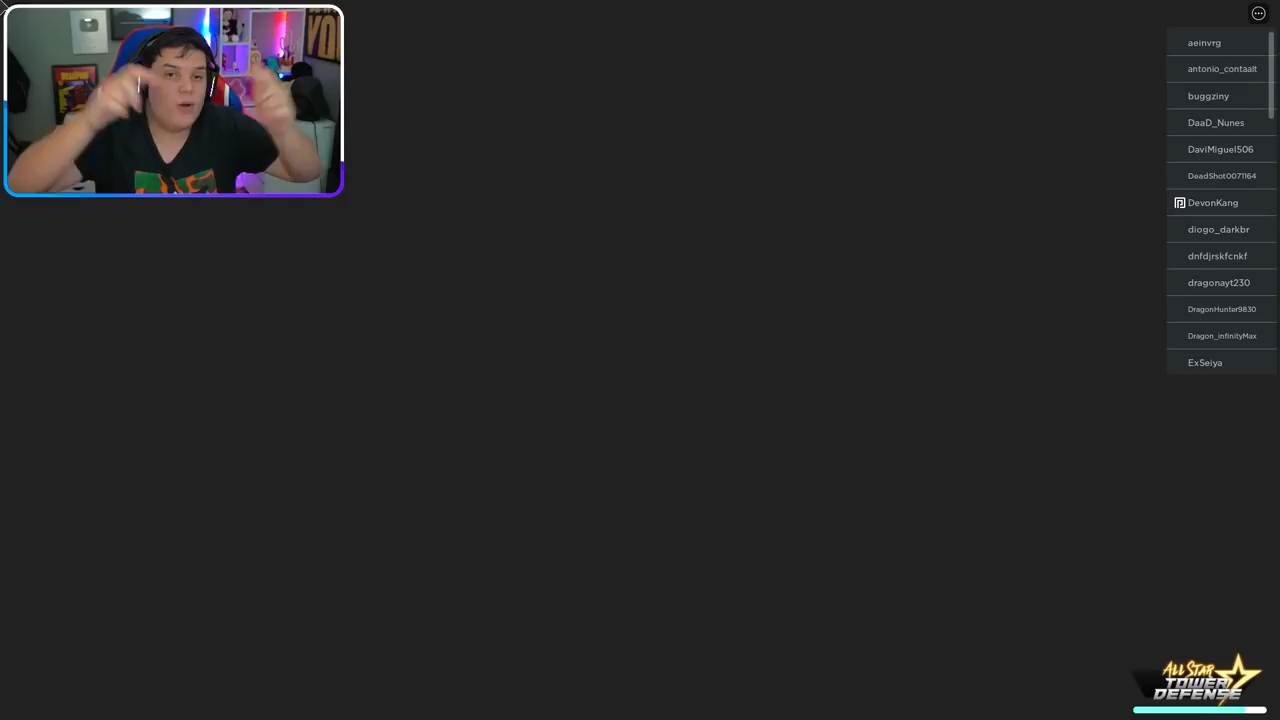 aeinvrg
antonio_contaalt
buggziny
DaaD_Nunes
DaviMiguel506
DeadShot0071164
DevonKang
diogo_darkbr
dnfdjrskfcnkf
dragonayt230
DragonHunter9830
Dragon_infinityMax
ExSeiya
ALL STAR
TOWER
DEFENSE